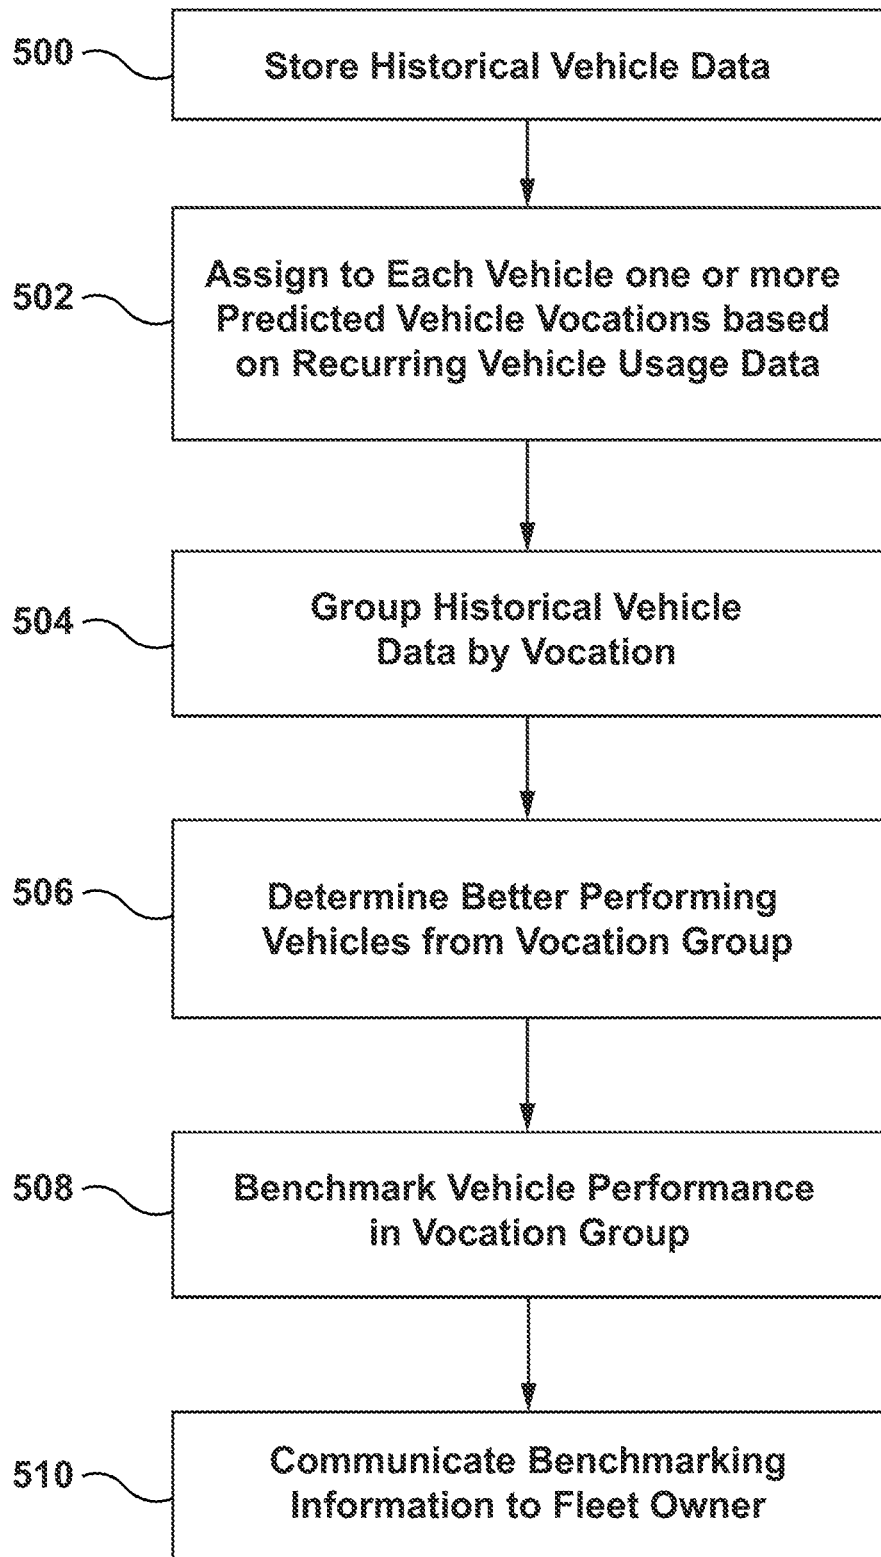 500
Store Historical Vehicle Data
502
Assign to Each Vehicle one or more
Predicted Vehicle Vocations based
on Recurring Vehicle Usage Data
504
Group Historical Vehicle
Data by Vocation
506
Determine Better Performing
Vehicles from Vocation Group
508
Benchmark Vehicle Performance
in Vocation Group
510
Communicate Benchmarking
Information to Fleet Owner